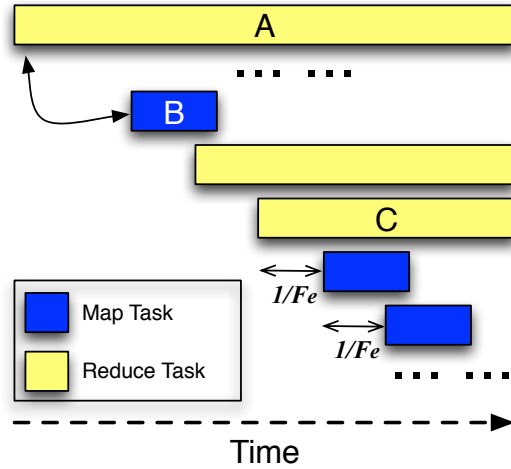 A
B
C
1/Fe
1/Fe
Map Task
Reduce Task
Time